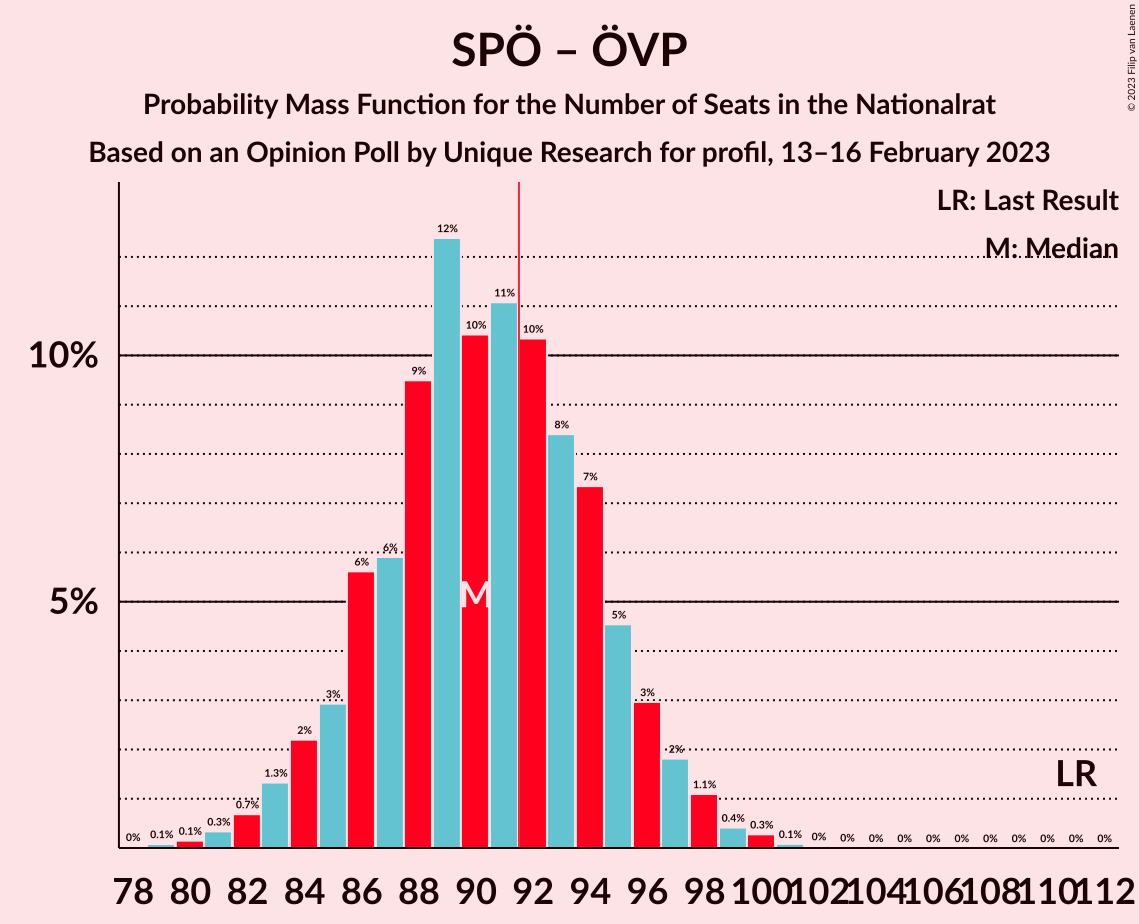 SPÖ – ÖVP
Probability Mass Function for the Number of Seats in the Nationalrat
Based on an Opinion Poll by Unique Research for profil, 13–16 February 2023
© 2023 Filip van Laenen
LR: Last Result
M: Median
10%
5%
0% 0.1% 0.1% 0.3% 0.7% 1.3% 2% 3% 6% 6% 9% 12% 10% 11% 10% 8% 7% 5% 3% 2% 1.1% 0.4% 0.3% 0.1% 0% 0% 0% 0% 0% 0% 0% 0% 0% 0% 0%
M
LR
78 80 82 84 86 88 90 92 94 96 98 100 102 104 106 108 110 112